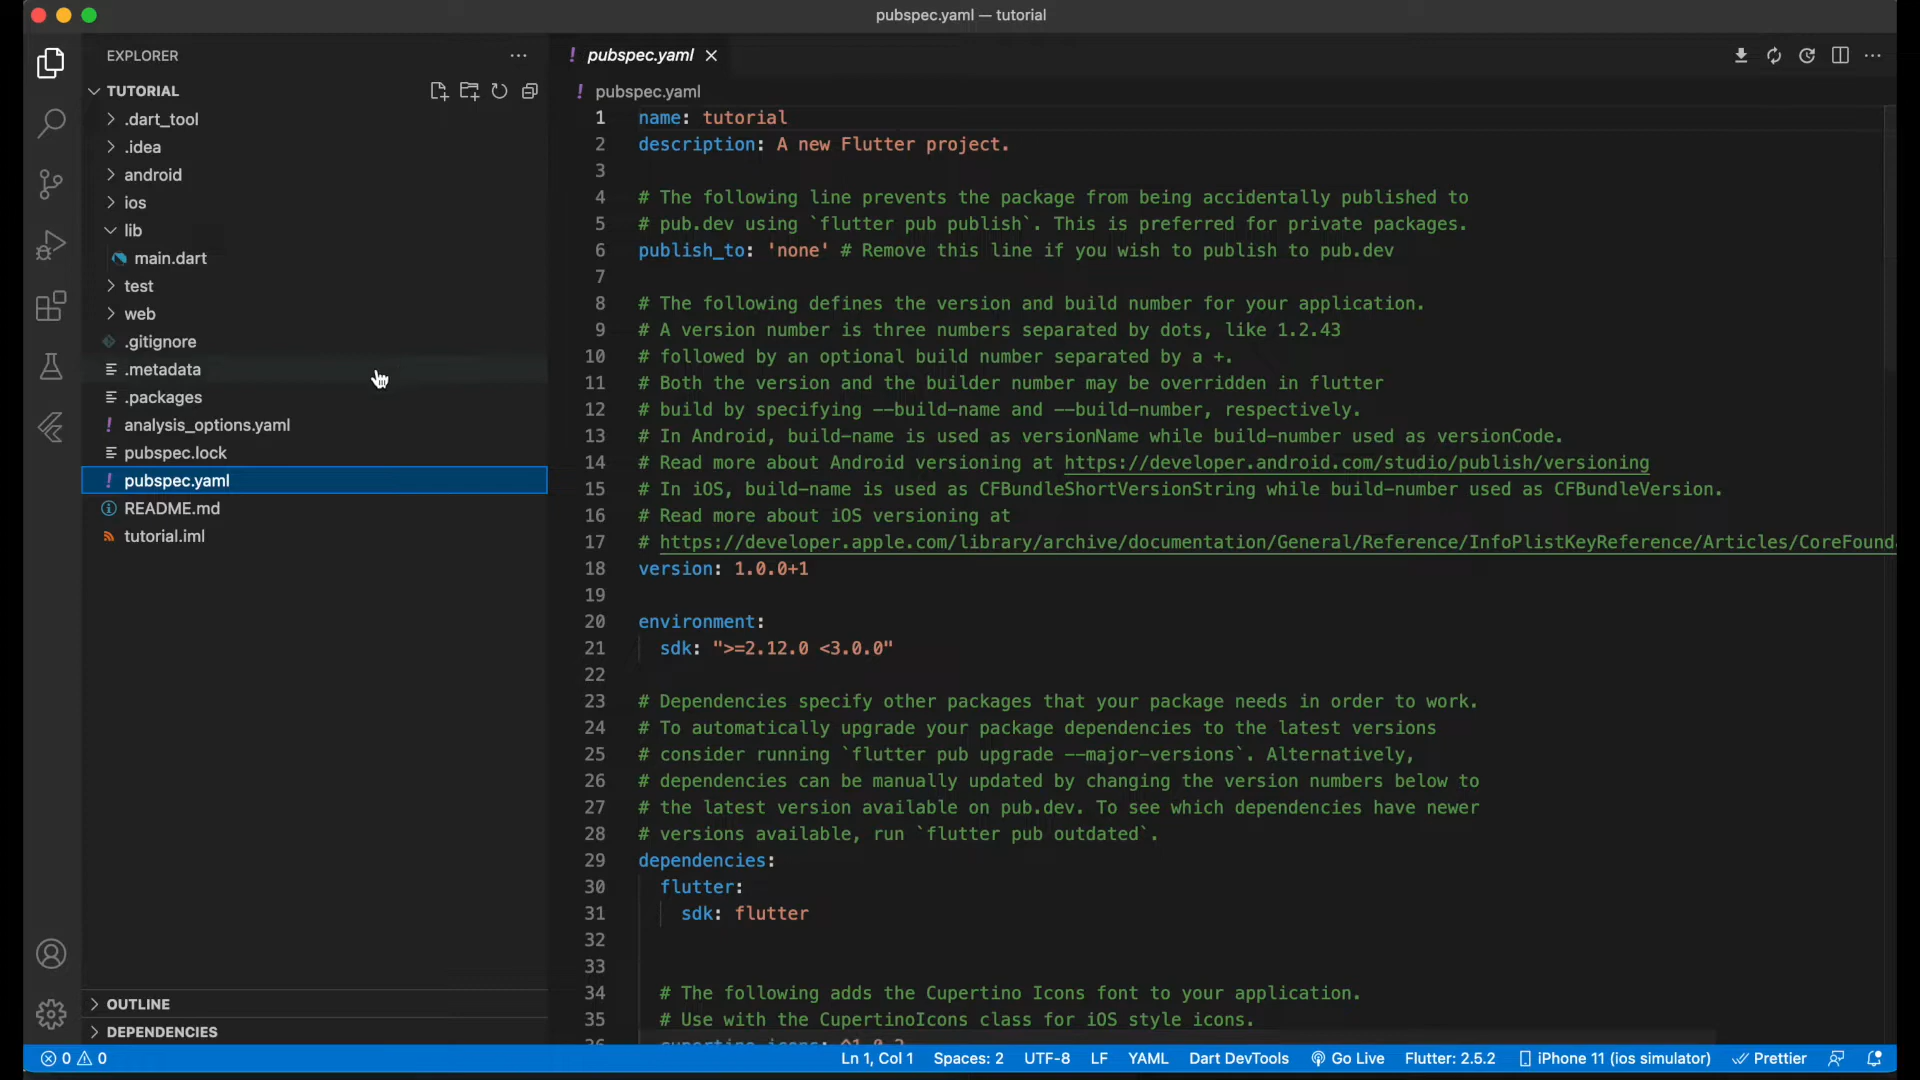 pubspec.yaml — tutorial
EXPLORER
TUTORIAL
.dart_tool
.idea
android
ios
lib
main.dart
test
web
.gitignore
.metadata
.packages
analysis_options.yaml
pubspec.lock
pubspec.yaml
README.md
tutorial.iml
OUTLINE
DEPENDENCIES
! pubspec.yaml
! pubspec.yaml
1 name: tutorial
2 description: A new Flutter project.
3
4 # The following line prevents the package from being accidentally published to
5 # pub.dev using `flutter pub publish`. This is preferred for private packages.
6 publish_to: 'none' # Remove this line if you wish to publish to pub.dev
7
8 # The following defines the version and build number for your application.
9 # A version number is three numbers separated by dots, like 1.2.43
10 # followed by an optional build number separated by a +.
11 # Both the version and the builder number may be overridden in flutter
12 # build by specifying --build-name and --build-number, respectively.
13 # In Android, build-name is used as versionName while build-number used as versionCode.
14 # Read more about Android versioning at https://developer.android.com/studio/publish/versioning
15 # In iOS, build-name is used as CFBundleShortVersionString while build-number used as CFBundleVersion.
16 # Read more about iOS versioning at
17 # https://developer.apple.com/library/archive/documentation/General/Reference/InfoPlistKeyReference/Articles/CoreFound
18 version: 1.0.0+1
19
20 environment:
21 sdk: ">=2.12.0 <3.0.0"
22
23 # Dependencies specify other packages that your package needs in order to work.
24 # To automatically upgrade your package dependencies to the latest versions
25 # consider running `flutter pub upgrade --major-versions`. Alternatively,
26 # dependencies can be manually updated by changing the version numbers below to
27 # the latest version available on pub.dev. To see which dependencies have newer
28 # versions available, run `flutter pub outdated`.
29 dependencies:
30 flutter:
31 sdk: flutter
32
33
34 # The following adds the Cupertino Icons font to your application.
35 # Use with the CupertinoIcons class for iOS style icons.
0 0 Ln 1, Col 1 Spaces: 2 UTF-8 LF YAML Dart DevTools Go Live Flutter: 2.5.2 iPhone 11 (ios simulator) Prettier